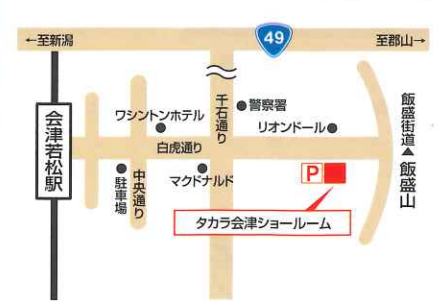 ←至新潟
49
至郡山→
会津若松駅
ワシントンホテル
千石通り
警察署
リオンドール
飯盛街道
飯盛山
白虎通り
駐車場
中央通り
マクドナルド
P
タカラ会津ショールーム